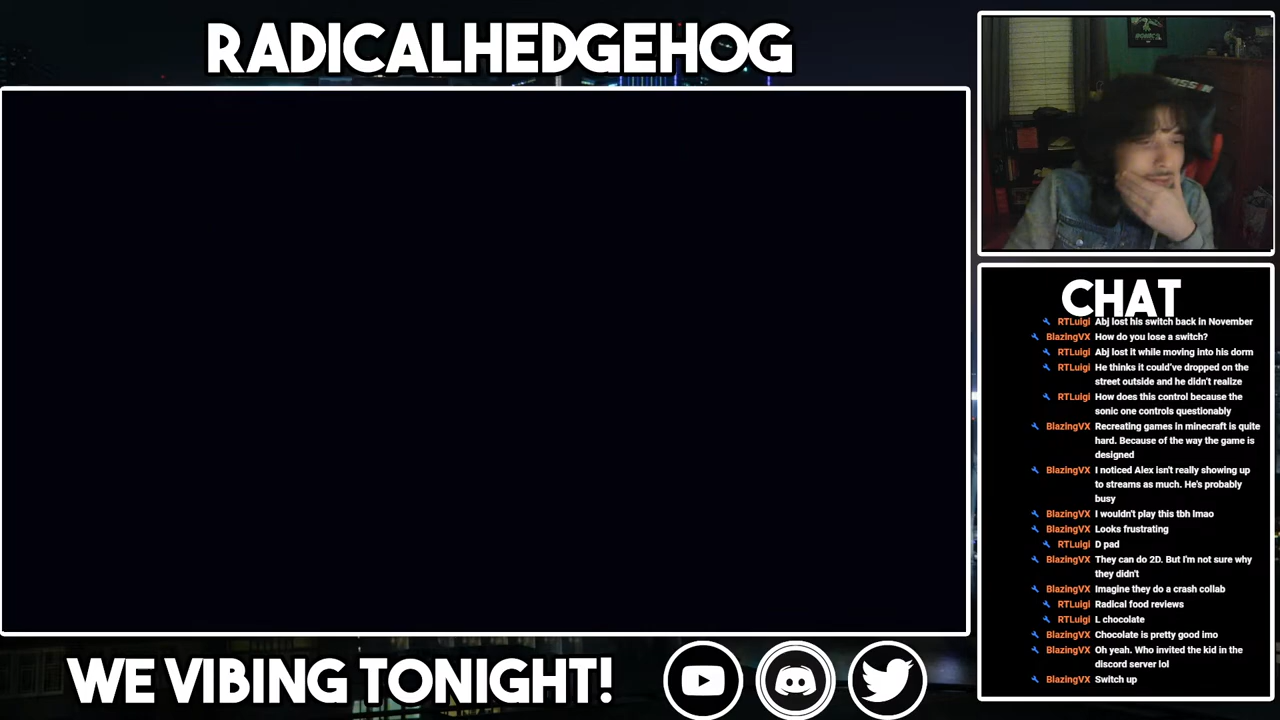 RADICALHEDGEHOG
CHAT
RTLuigi Abj lost his switch back in November
BlazingVX How do you lose a switch?
RTLuigi Abj lost it while moving into his dorm
RTLuigi He thinks it could've dropped on the
street outside and he didn't realize
RTLuigi How does this control because the
sonic one controls questionably
BlazingVX Recreating games in minecraft is quite
hard. Because of the way the game is
designed
BlazingVX I noticed Alex isn't really showing up
to streams as much. He's probably
busy
BlazingVX I wouldn't play this tbh lmao
BlazingVX Looks frustrating
RTLuigi D pad
BlazingVX They can do 2D. But I'm not sure why
they didn't
BlazingVX Imagine they do a crash collab
RTLuigi Radical food reviews
RTLuigi L chocolate
BlazingVX Chocolate is pretty good imo
BlazingVX Oh yeah. Who invited the kid in the
discord server lol
BlazingVX Switch up
WE VIBING TONIGHT!